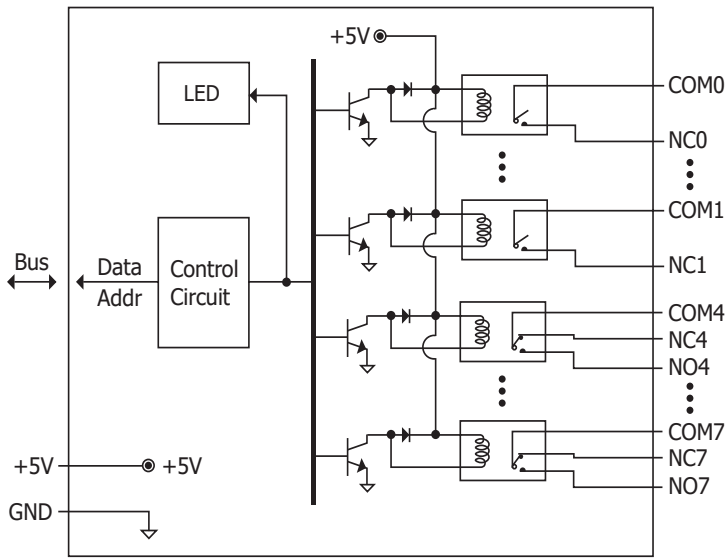 +5V
LED
COM0
NC0
COM1
NC1
Bus
Data
Addr
Control
Circuit
COM4
NC4
NO4
COM7
NC7
NO7
+5V
+5V
GND